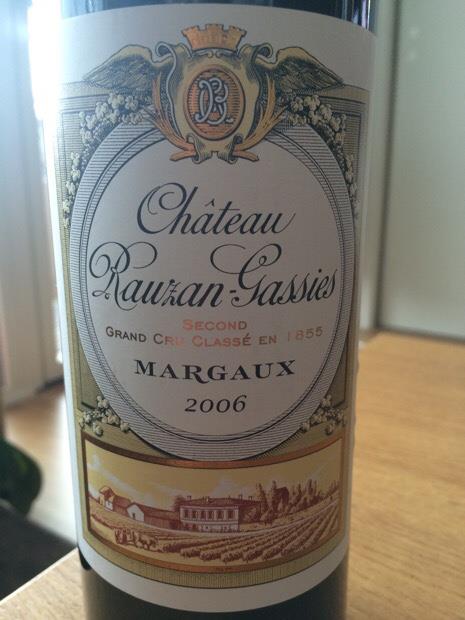 Château
Rauzan-Gassies
SECOND
GRAND CRU CLASSÉ EN 1855
MARGAUX
2006